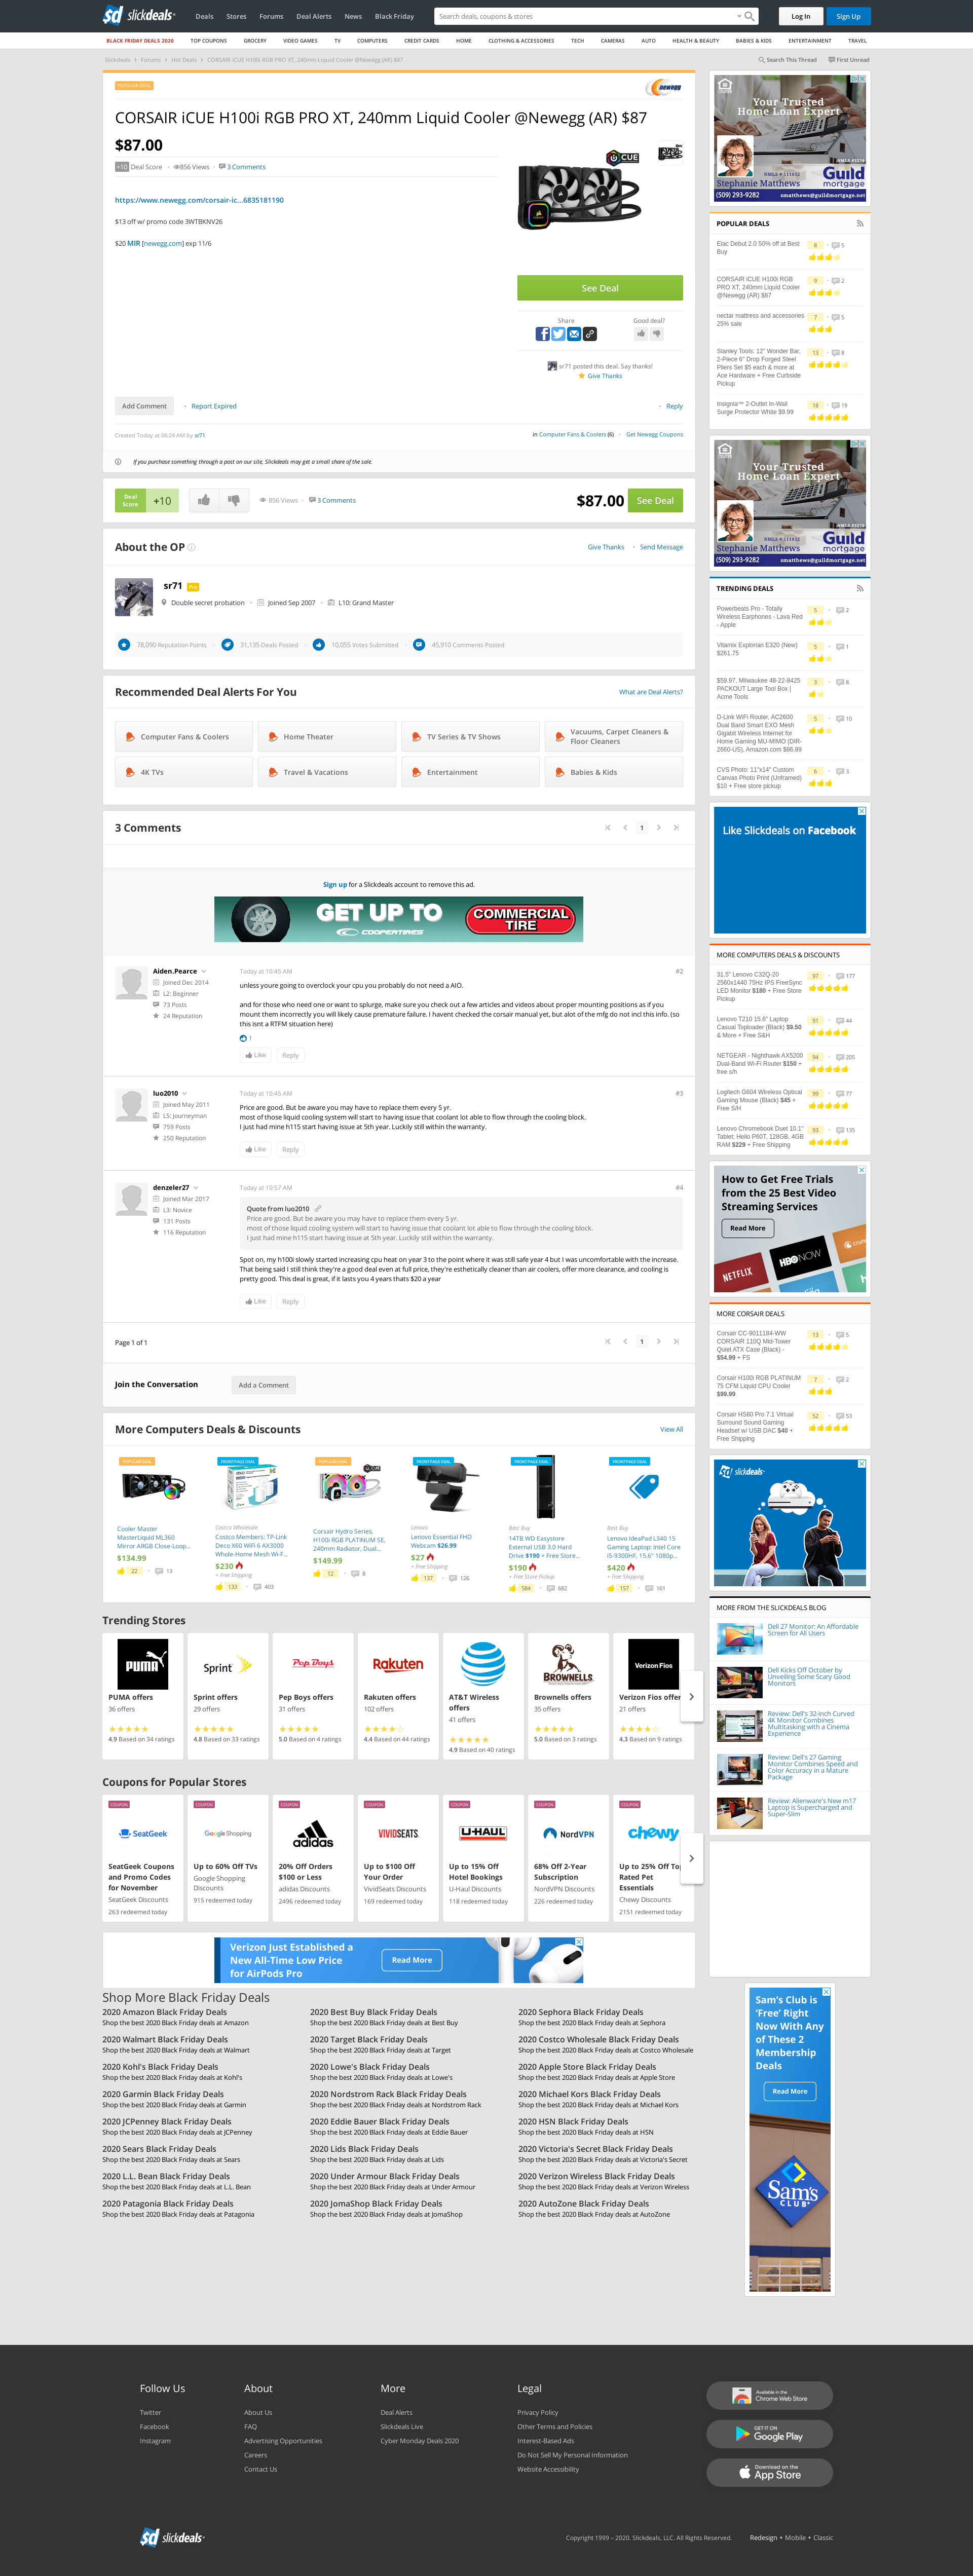 slickdeals
Deals Stores Forums Deal Alerts News Black Friday
Search deals, coupons & stores
Log In Sign Up
BLACK FRIDAY DEALS 2020 TOP COUPONS GROCERY VIDEO GAMES TV COMPUTERS CREDIT CARDS HOME CLOTHING & ACCESSORIES TECH CAMERAS AUTO HEALTH & BEAUTY BABIES & KIDS ENTERTAINMENT TRAVEL
Slickdeals > Forums > Hot Deals > CORSAIR iCUE H100i RGB PRO XT, 240mm Liquid Cooler @Newegg (AR) $87
Search This Thread First Unread
POPULAR DEAL
newegg
CORSAIR iCUE H100i RGB PRO XT, 240mm Liquid Cooler @Newegg (AR) $87
$87.00
+10 Deal Score 856 Views 3 Comments
https://www.newegg.com/corsair-ic...6835181190
$13 off w/ promo code 3WTBKNV26
$20 MIR [newegg.com] exp 11/6
iCUE
See Deal
Share Good deal?
sr71 posted this deal. Say thanks!
Give Thanks
Add Comment Report Expired Reply
Created Today at 06:24 AM by sr71
in Computer Fans & Coolers (6) Get Newegg Coupons
If you purchase something through a post on our site, Slickdeals may get a small share of the sale.
Deal Score +10
856 Views 3 Comments
$87.00 See Deal
About the OP
Give Thanks Send Message
sr71 Pro
Double secret probation Joined Sep 2007 L10: Grand Master
78,090 Reputation Points 31,135 Deals Posted 10,055 Votes Submitted 45,910 Comments Posted
Recommended Deal Alerts For You
What are Deal Alerts?
Computer Fans & Coolers
Home Theater
TV Series & TV Shows
Vacuums, Carpet Cleaners & Floor Cleaners
4K TVs
Travel & Vacations
Entertainment
Babies & Kids
3 Comments
1
Sign up for a Slickdeals account to remove this ad.
GET UP TO
COOPERTIRES
COMMERCIAL TIRE
Aiden.Pearce
Joined Dec 2014
L2: Beginner
73 Posts
24 Reputation
Today at 10:45 AM
#2
unless youre going to overclock your cpu you probably do not need a AIO.
and for those who need one or want to splurge, make sure you check out a few articles and videos about proper mounting positions as if you mount them incorrectly you will likely cause premature failure. I havent checked the corsair manual yet, but alot of the mfg do not incl this info. (so this isnt a RTFM situation here)
1
Like Reply
luo2010
Joined May 2011
L5: Journeyman
759 Posts
250 Reputation
Today at 10:45 AM
#3
Price are good. But be aware you may have to replace them every 5 yr.
most of those liquid cooling system will start to having issue that coolant lot able to flow through the cooling block.
I just had mine h115 start having issue at 5th year. Luckily still within the warranty.
Like Reply
denzeler27
Joined Mar 2017
L3: Novice
131 Posts
116 Reputation
Today at 10:57 AM
#4
Quote from luo2010
Price are good. But be aware you may have to replace them every 5 yr.
most of those liquid cooling system will start to having issue that coolant lot able to flow through the cooling block.
I just had mine h115 start having issue at 5th year. Luckily still within the warranty.
Spot on, my h100i slowly started increasing cpu heat on year 3 to the point where it was still safe year 4 but I was uncomfortable with the increase. That being said I still think they're a good deal even at full price, they're esthetically cleaner than air coolers, offer more clearance, and cooling is pretty good. This deal is great, if it lasts you 4 years thats $20 a year
Like Reply
Page 1 of 1
1
Join the Conversation Add a Comment
More Computers Deals & Discounts
View All
POPULAR DEAL
Cooler Master MasterLiquid ML360 Mirror ARGB Close-Loop...
$134.99
22 13
FRONTPAGE DEAL
Costco Wholesale
Costco Members: TP-Link Deco X60 WiFi 6 AX3000 Whole-Home Mesh Wi-F...
$230
+ Free Shipping
133 403
POPULAR DEAL
Corsair Hydro Series, H100i RGB PLATINUM SE, 240mm Radiator, Dual...
$149.99
12 8
FRONTPAGE DEAL
Lenovo
Lenovo Essential FHD Webcam $26.99
$27
+ Free Shipping
137 126
FRONTPAGE DEAL
Best Buy
14TB WD Easystore External USB 3.0 Hard Drive $190 + Free Store...
$190
+ Free Store Pickup
584 682
FRONTPAGE DEAL
Best Buy
Lenovo IdeaPad L340 15 Gaming Laptop: Intel Core i5-9300HF, 15.6" 1080p...
$420
+ Free Shipping
157 161
Trending Stores
PUMA
PUMA offers
36 offers
4.9 Based on 34 ratings
Sprint
Sprint offers
29 offers
4.8 Based on 33 ratings
Pep Boys
Pep Boys offers
31 offers
5.0 Based on 4 ratings
Rakuten
Rakuten offers
102 offers
4.4 Based on 44 ratings
AT&T
AT&T Wireless offers
41 offers
4.9 Based on 40 ratings
BROWNELLS
Brownells offers
35 offers
5.0 Based on 3 ratings
Verizon Fios
Verizon Fios offer
21 offers
4.3 Based on 9 ratings
Coupons for Popular Stores
COUPON
SeatGeek
SeatGeek Coupons and Promo Codes for November
SeatGeek Discounts
263 redeemed today
COUPON
Google Shopping
Up to 60% Off TVs
Google Shopping Discounts
915 redeemed today
COUPON
adidas
20% Off Orders $100 or Less
adidas Discounts
2496 redeemed today
COUPON
VIVIDSEATS
Up to $100 Off Your Order
VividSeats Discounts
169 redeemed today
COUPON
U-HAUL
Up to 15% Off Hotel Bookings
U-Haul Discounts
118 redeemed today
COUPON
NordVPN
68% Off 2-Year Subscription
NordVPN Discounts
226 redeemed today
COUPON
chewy
Up to 25% Off Top Rated Pet Essentials
Chewy Discounts
2151 redeemed today
Verizon Just Established a New All-Time Low Price for AirPods Pro
Read More
Shop More Black Friday Deals
2020 Amazon Black Friday Deals
Shop the best 2020 Black Friday deals at Amazon
2020 Best Buy Black Friday Deals
Shop the best 2020 Black Friday deals at Best Buy
2020 Sephora Black Friday Deals
Shop the best 2020 Black Friday deals at Sephora
2020 Walmart Black Friday Deals
Shop the best 2020 Black Friday deals at Walmart
2020 Target Black Friday Deals
Shop the best 2020 Black Friday deals at Target
2020 Costco Wholesale Black Friday Deals
Shop the best 2020 Black Friday deals at Costco Wholesale
2020 Kohl's Black Friday Deals
Shop the best 2020 Black Friday deals at Kohl's
2020 Lowe's Black Friday Deals
Shop the best 2020 Black Friday deals at Lowe's
2020 Apple Store Black Friday Deals
Shop the best 2020 Black Friday deals at Apple Store
2020 Garmin Black Friday Deals
Shop the best 2020 Black Friday deals at Garmin
2020 Nordstrom Rack Black Friday Deals
Shop the best 2020 Black Friday deals at Nordstrom Rack
2020 Michael Kors Black Friday Deals
Shop the best 2020 Black Friday deals at Michael Kors
2020 JCPenney Black Friday Deals
Shop the best 2020 Black Friday deals at JCPenney
2020 Eddie Bauer Black Friday Deals
Shop the best 2020 Black Friday deals at Eddie Bauer
2020 HSN Black Friday Deals
Shop the best 2020 Black Friday deals at HSN
2020 Sears Black Friday Deals
Shop the best 2020 Black Friday deals at Sears
2020 Lids Black Friday Deals
Shop the best 2020 Black Friday deals at Lids
2020 Victoria's Secret Black Friday Deals
Shop the best 2020 Black Friday deals at Victoria's Secret
2020 L.L. Bean Black Friday Deals
Shop the best 2020 Black Friday deals at L.L. Bean
2020 Under Armour Black Friday Deals
Shop the best 2020 Black Friday deals at Under Armour
2020 Verizon Wireless Black Friday Deals
Shop the best 2020 Black Friday deals at Verizon Wireless
2020 Patagonia Black Friday Deals
Shop the best 2020 Black Friday deals at Patagonia
2020 JomaShop Black Friday Deals
Shop the best 2020 Black Friday deals at JomaShop
2020 AutoZone Black Friday Deals
Shop the best 2020 Black Friday deals at AutoZone
Your Trusted Home Loan Expert
NMLS #3274
NMLS # 111622
Stephanie Matthews
(509) 293-9282
Guild mortgage
smatthews@guildmortgage.net
POPULAR DEALS
Elac Debut 2.0 50% off at Best Buy
8 5
CORSAIR iCUE H100i RGB PRO XT, 240mm Liquid Cooler @Newegg (AR) $87
9 2
nectar mattress and accessories 25% sale
7 5
Stanley Tools: 12" Wonder Bar, 2-Piece 6" Drop Forged Steel Pliers Set $5 each & more at Ace Hardware + Free Curbside Pickup
13 8
Insignia™ 2-Outlet In-Wall Surge Protector White $9.99
18 19
Your Trusted Home Loan Expert
NMLS #3274
NMLS # 111622
Stephanie Matthews
(509) 293-9282
Guild mortgage
smatthews@guildmortgage.net
TRENDING DEALS
Powerbeats Pro - Totally Wireless Earphones - Lava Red - Apple
5 2
Vitamix Explorian E320 (New) $261.75
5 1
$59.97, Milwaukee 48-22-8425 PACKOUT Large Tool Box | Acme Tools
3 8
D-Link WiFi Router, AC2600 Dual Band Smart EXO Mesh Gigabit Wireless Internet for Home Gaming MU-MIMO (DIR-2660-US), Amazon.com $86.89
5 10
CVS Photo: 11"x14" Custom Canvas Photo Print (Unframed) $10 + Free store pickup
6 3
Like Slickdeals on Facebook
MORE COMPUTERS DEALS & DISCOUNTS
31.5" Lenovo C32Q-20 2560x1440 75Hz IPS FreeSync LED Monitor $180 + Free Store Pickup
97 177
Lenovo T210 15.6" Laptop Casual Toploader (Black) $9.50 & More + Free S&H
91 44
NETGEAR - Nighthawk AX5200 Dual-Band Wi-Fi Router $150 + free s/h
94 205
Logitech G604 Wireless Optical Gaming Mouse (Black) $45 + Free S/H
99 77
Lenovo Chromebook Duet 10.1" Tablet: Helio P60T, 128GB, 4GB RAM $229 + Free Shipping
93 135
How to Get Free Trials from the 25 Best Video Streaming Services
Read More
NETFLIX HBO NOW
MORE CORSAIR DEALS
Corsair CC-9011184-WW CORSAIR 110Q Mid-Tower Quiet ATX Case (Black) - $54.99 + FS
13 5
Corsair H100i RGB PLATINUM 75 CFM Liquid CPU Cooler $99.99
7 2
Corsair HS60 Pro 7.1 Virtual Surround Sound Gaming Headset w/ USB DAC $40 + Free Shipping
52 53
slickdeals
MORE FROM THE SLICKDEALS BLOG
Dell 27 Monitor: An Affordable Screen for All Users
Dell Kicks Off October by Unveiling Some Scary Good Monitors
Review: Dell's 32-inch Curved 4K Monitor Combines Multitasking with a Cinema Experience
Review: Dell's 27 Gaming Monitor Combines Speed and Color Accuracy in a Mature Package
Review: Alienware's New m17 Laptop is Supercharged and Super-Slim
Sam's Club is 'Free' Right Now With Any of These 2 Membership Deals
Read More
Sam's CLUB
Follow Us
Twitter
Facebook
Instagram
About
About Us
FAQ
Advertising Opportunities
Careers
Contact Us
More
Deal Alerts
Slickdeals Live
Cyber Monday Deals 2020
Legal
Privacy Policy
Other Terms and Policies
Interest-Based Ads
Do Not Sell My Personal Information
Website Accessibility
Available in the Chrome Web Store
GET IT ON Google Play
Download on the App Store
slickdeals
Copyright 1999 – 2020. Slickdeals, LLC. All Rights Reserved. Redesign • Mobile • Classic